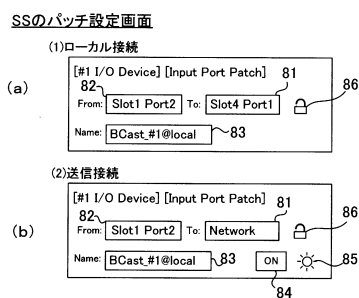 SSのパッチ設定画面
(1)ローカル接続
(a)
[#1 I/O Device] [Input Port Patch]
82 81
From: Slot1 Port2 To: Slot4 Port1 86
Name: BCast_#1@local 83
(2)送信接続
(b)
[#1 I/O Device] [Input Port Patch]
82 81
From: Slot1 Port2 To: Network 86
Name: BCast_#1@local 83 ON 85
84